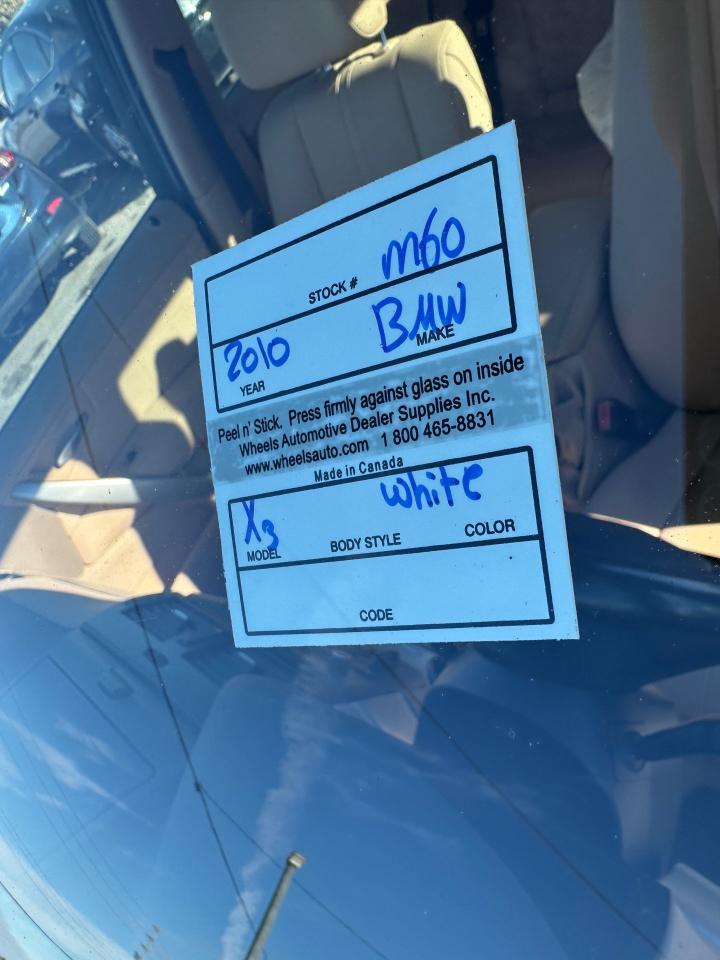 m60
STOCK #
2010 BMW
YEAR MAKE
Peel n' Stick. Press firmly against glass on inside
Wheels Automotive Dealer Supplies Inc.
www.wheelsauto.com 1 800 465-8831
Made in Canada
X3 white
MODEL BODY STYLE COLOR
CODE